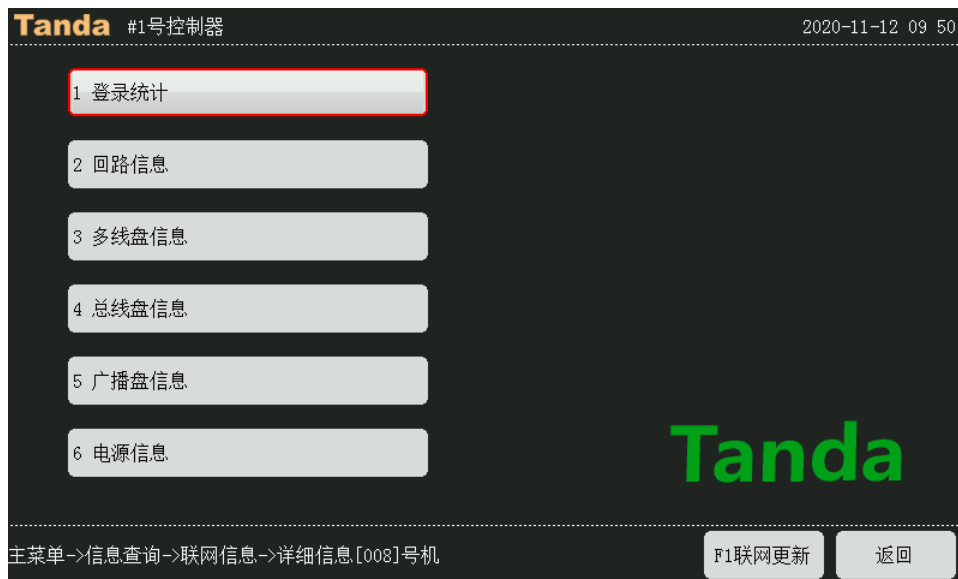 Tanda #1号控制器 2020-11-12 09 50
1 登录统计
2 回路信息
3 多线盘信息
4 总线盘信息
5 广播盘信息
6 电源信息
Tanda
主菜单->信息查询->联网信息->详细信息[008]号机 F1联网更新 返回